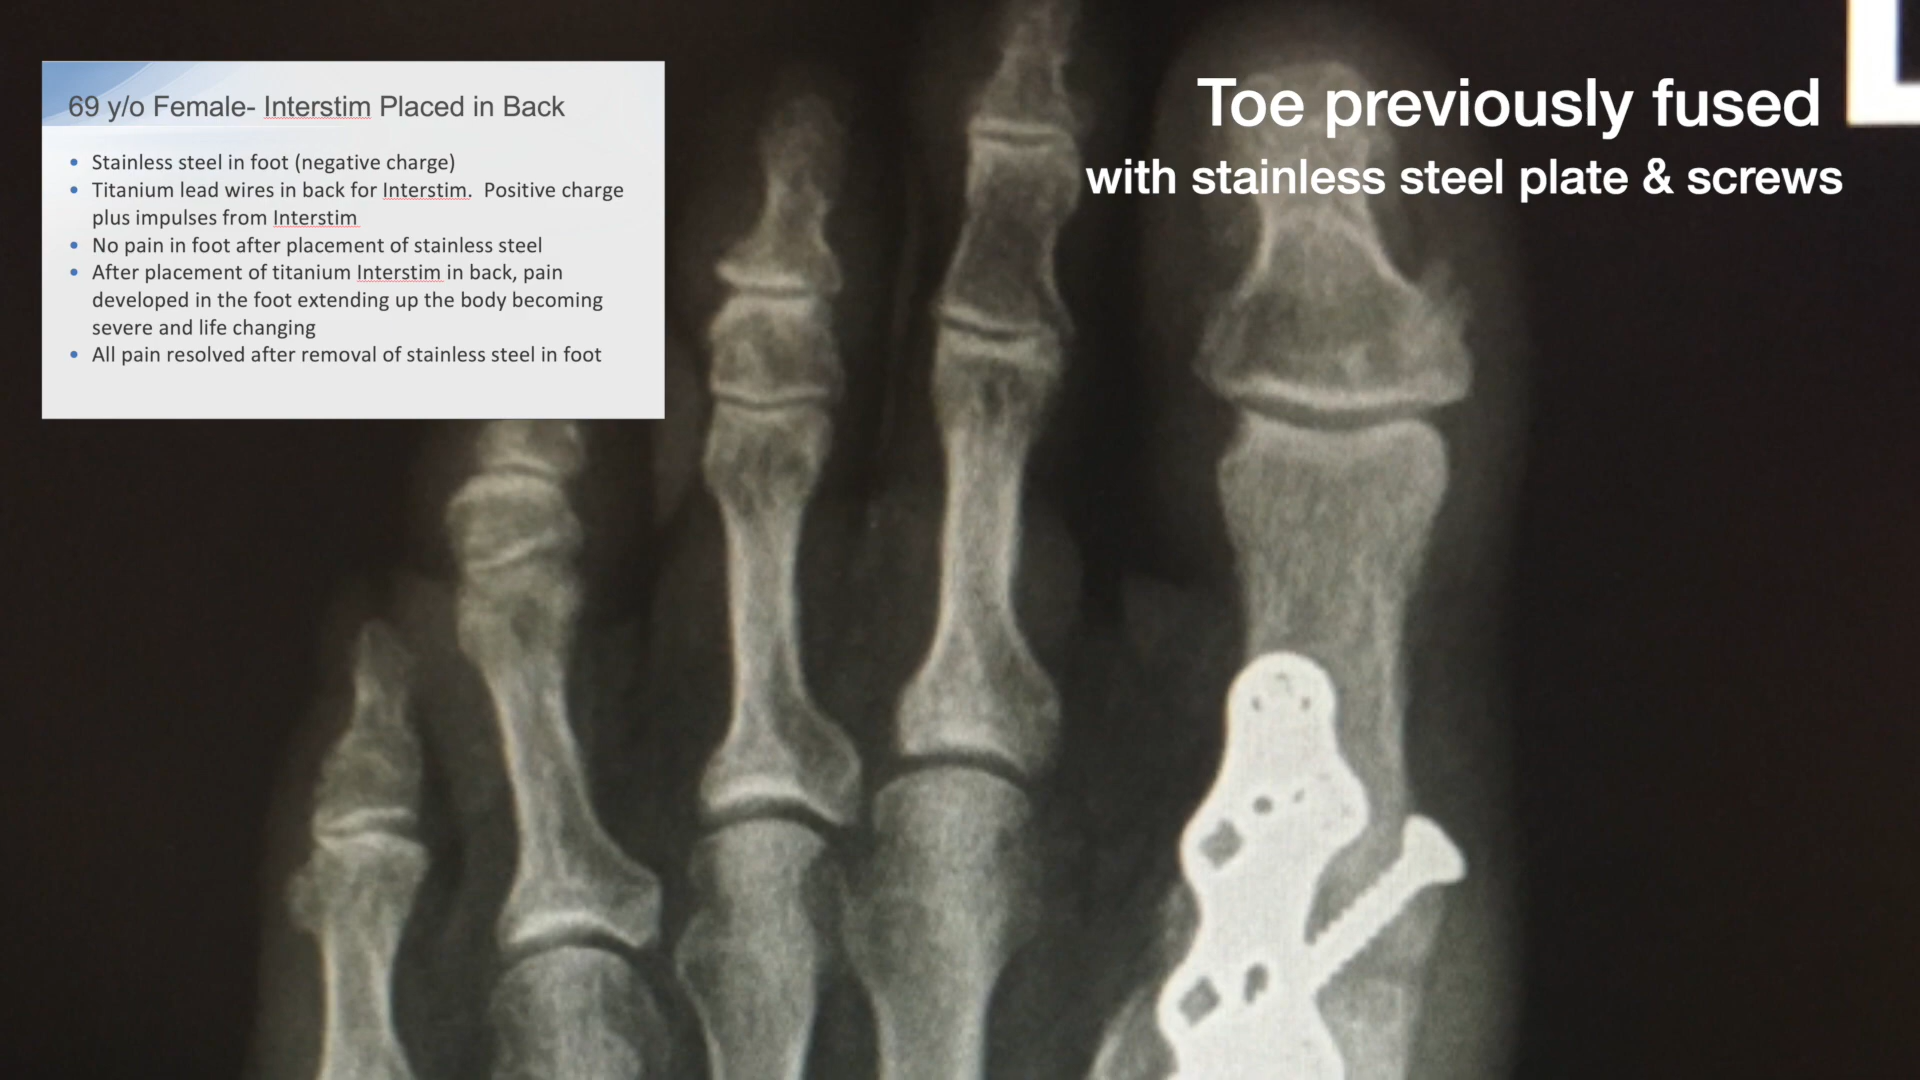 69 y/o Female- Interstim Placed in Back
• Stainless steel in foot (negative charge)
• Titanium lead wires in back for Interstim.  Positive charge
plus impulses from Interstim
• No pain in foot after placement of stainless steel
• After placement of titanium Interstim in back, pain
developed in the foot extending up the body becoming
severe and life changing
• All pain resolved after removal of stainless steel in foot
Toe previously fused
with stainless steel plate & screws